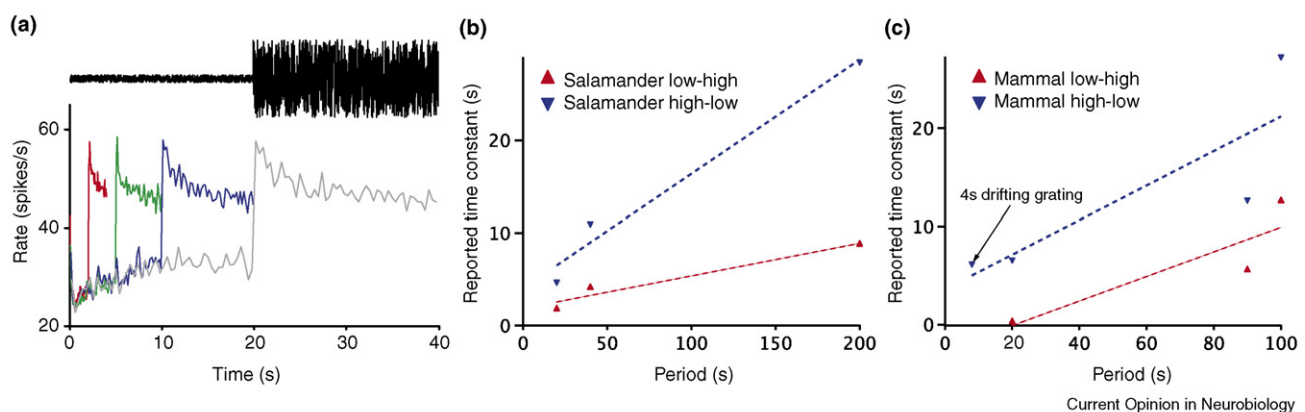 (a)
Rate (spikes/s)
60
40
20
0
10
20
30
40
Time (s)
(b)
Reported time constant (s)
Salamander low-high
Salamander high-low
20
10
0
0
50
100
150
200
Period (s)
(c)
Reported time constant (s)
Mammal low-high
Mammal high-low
4s drifting grating
20
10
0
0
20
40
60
80
100
Period (s)
Current Opinion in Neurobiology